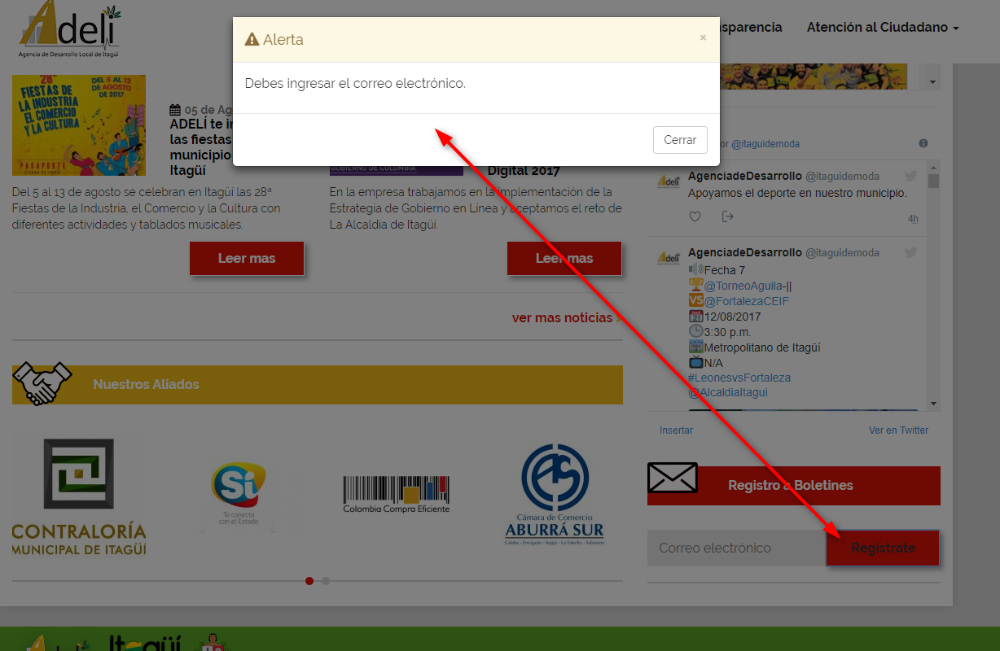 Adelí
Agencia de Desarrollo Local de Itagüí
sparencia
Atención al Ciudadano
Alerta
×
Debes ingresar el correo electrónico.
Cerrar
28ª
FIESTAS DE
LA INDUSTRIA
EL COMERCIO
Y LA CULTURA
DEL 5 AL 13
DE AGOSTO
DE 2017
PASAPORTE
05 de Ag
ADELÍ te i
las fiestas
municipio
Itagüí
Del 5 al 13 de agosto se celebran en Itagüí las 28ª
Fiestas de la Industria, el Comercio y la Cultura con
diferentes actividades y tablados musicales.
Leer mas
GOBIERNO DE COLOMBIA
Digital 2017
En la empresa trabajamos en la implementación de la
Estrategia de Gobierno en Línea y aceptamos el reto de
La Alcaldia de Itagüí.
Leer mas
ver mas noticias
Nuestros Aliados
CONTRALORÍA
MUNICIPAL DE ITAGÜÍ
Sí
Te conecta
con el Estado
Colombia Compra Eficiente
AS
Cámara de Comercio
ABURRÁ SUR
Caldas - Envigado - Itagüí - La Estrella - Sabaneta
or @itaguidemoda
AgenciadeDesarrollo @itaguidemoda
Apoyamos el deporte en nuestro municipio.
4h
AgenciadeDesarrollo @itaguidemoda
Fecha 7
@TorneoAguila-||
VS@FortalezaCEIF
12/08/2017
3:30 p.m.
Metropolitano de Itagüí
N/A
#LeonesvsFortaleza
@AlcaldiaItagui
Insertar
Ver en Twitter
Registro a Boletines
Correo electrónico
Registrate
Adelí
Itagüí